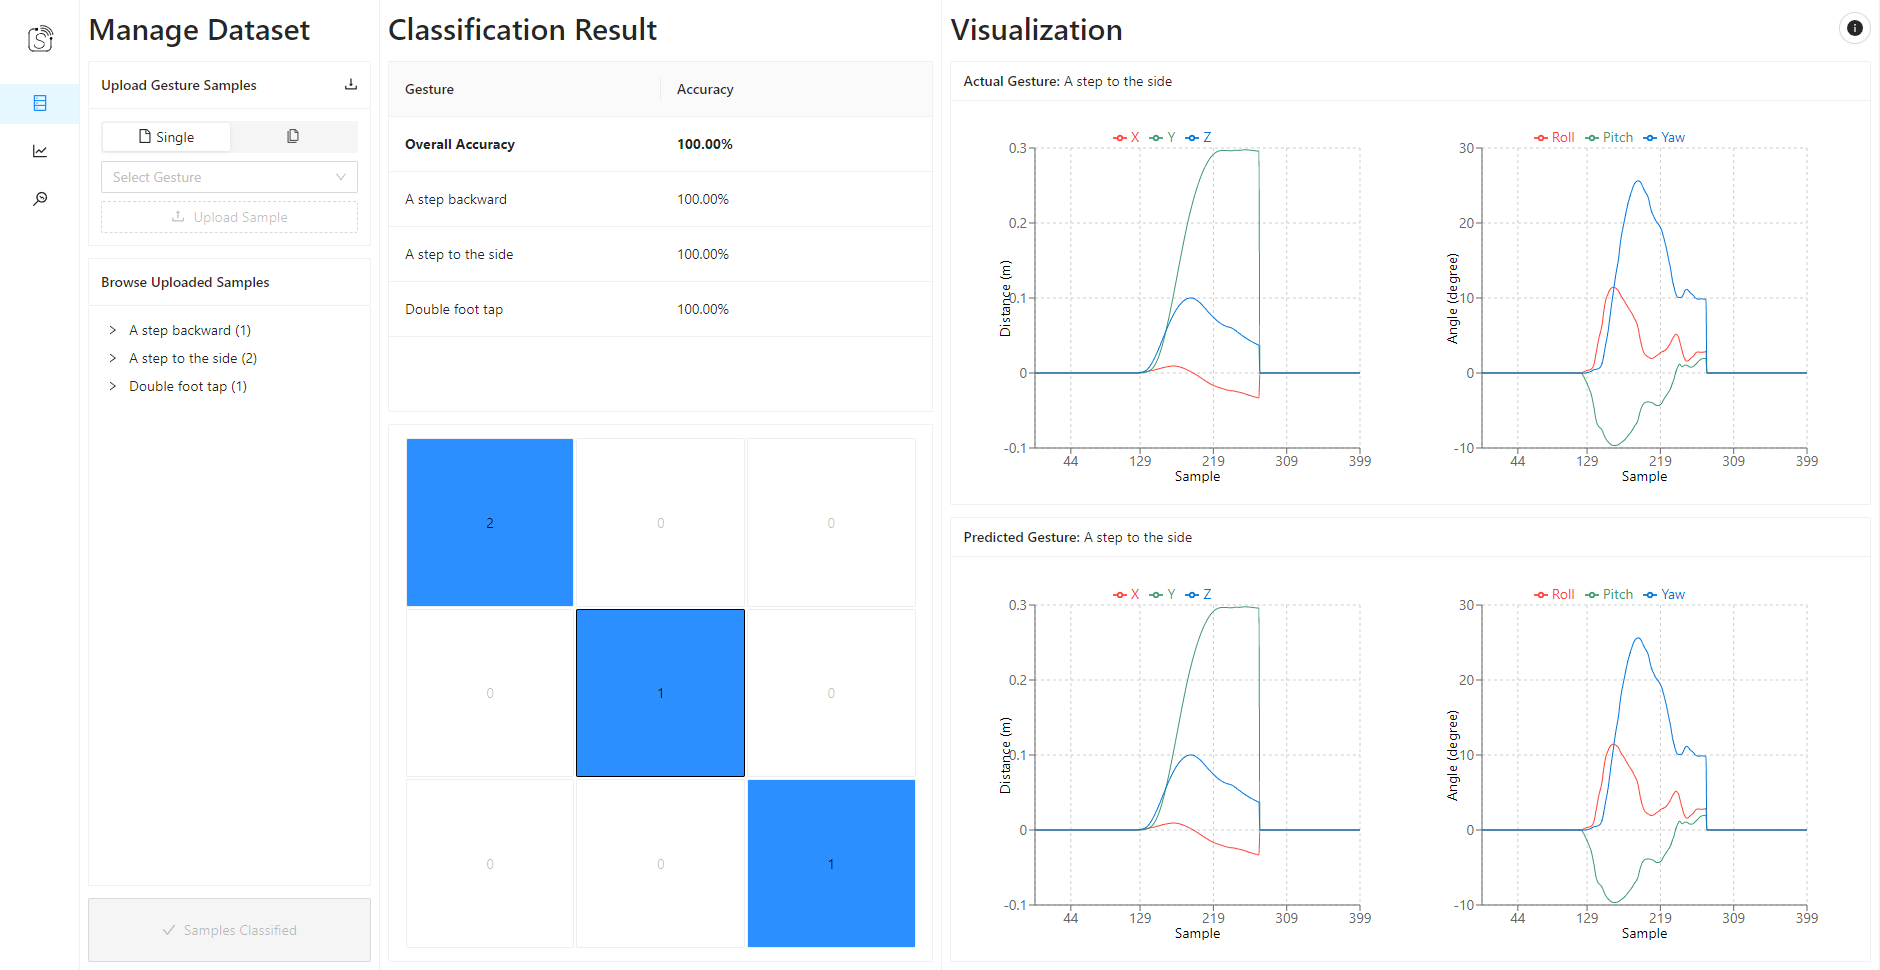 Manage Dataset
Upload Gesture Samples
Single
Select Gesture
Upload Sample
Browse Uploaded Samples
A step backward (1)
A step to the side (2)
Double foot tap (1)
Samples Classified
Classification Result
Gesture Accuracy
Overall Accuracy 100.00%
A step backward 100.00%
A step to the side 100.00%
Double foot tap 100.00%
2 0 0
0 1 0
0 0 1
Visualization
Actual Gesture: A step to the side
X Y Z
0.3
0.2
0.1
0
-0.1
Distance (m)
44 129 219 309 399
Sample
Roll Pitch Yaw
30
20
10
0
-10
Angle (degree)
44 129 219 309 399
Sample
Predicted Gesture: A step to the side
X Y Z
0.3
0.2
0.1
0
-0.1
Distance (m)
44 129 219 309 399
Sample
Roll Pitch Yaw
30
20
10
0
-10
Angle (degree)
44 129 219 309 399
Sample